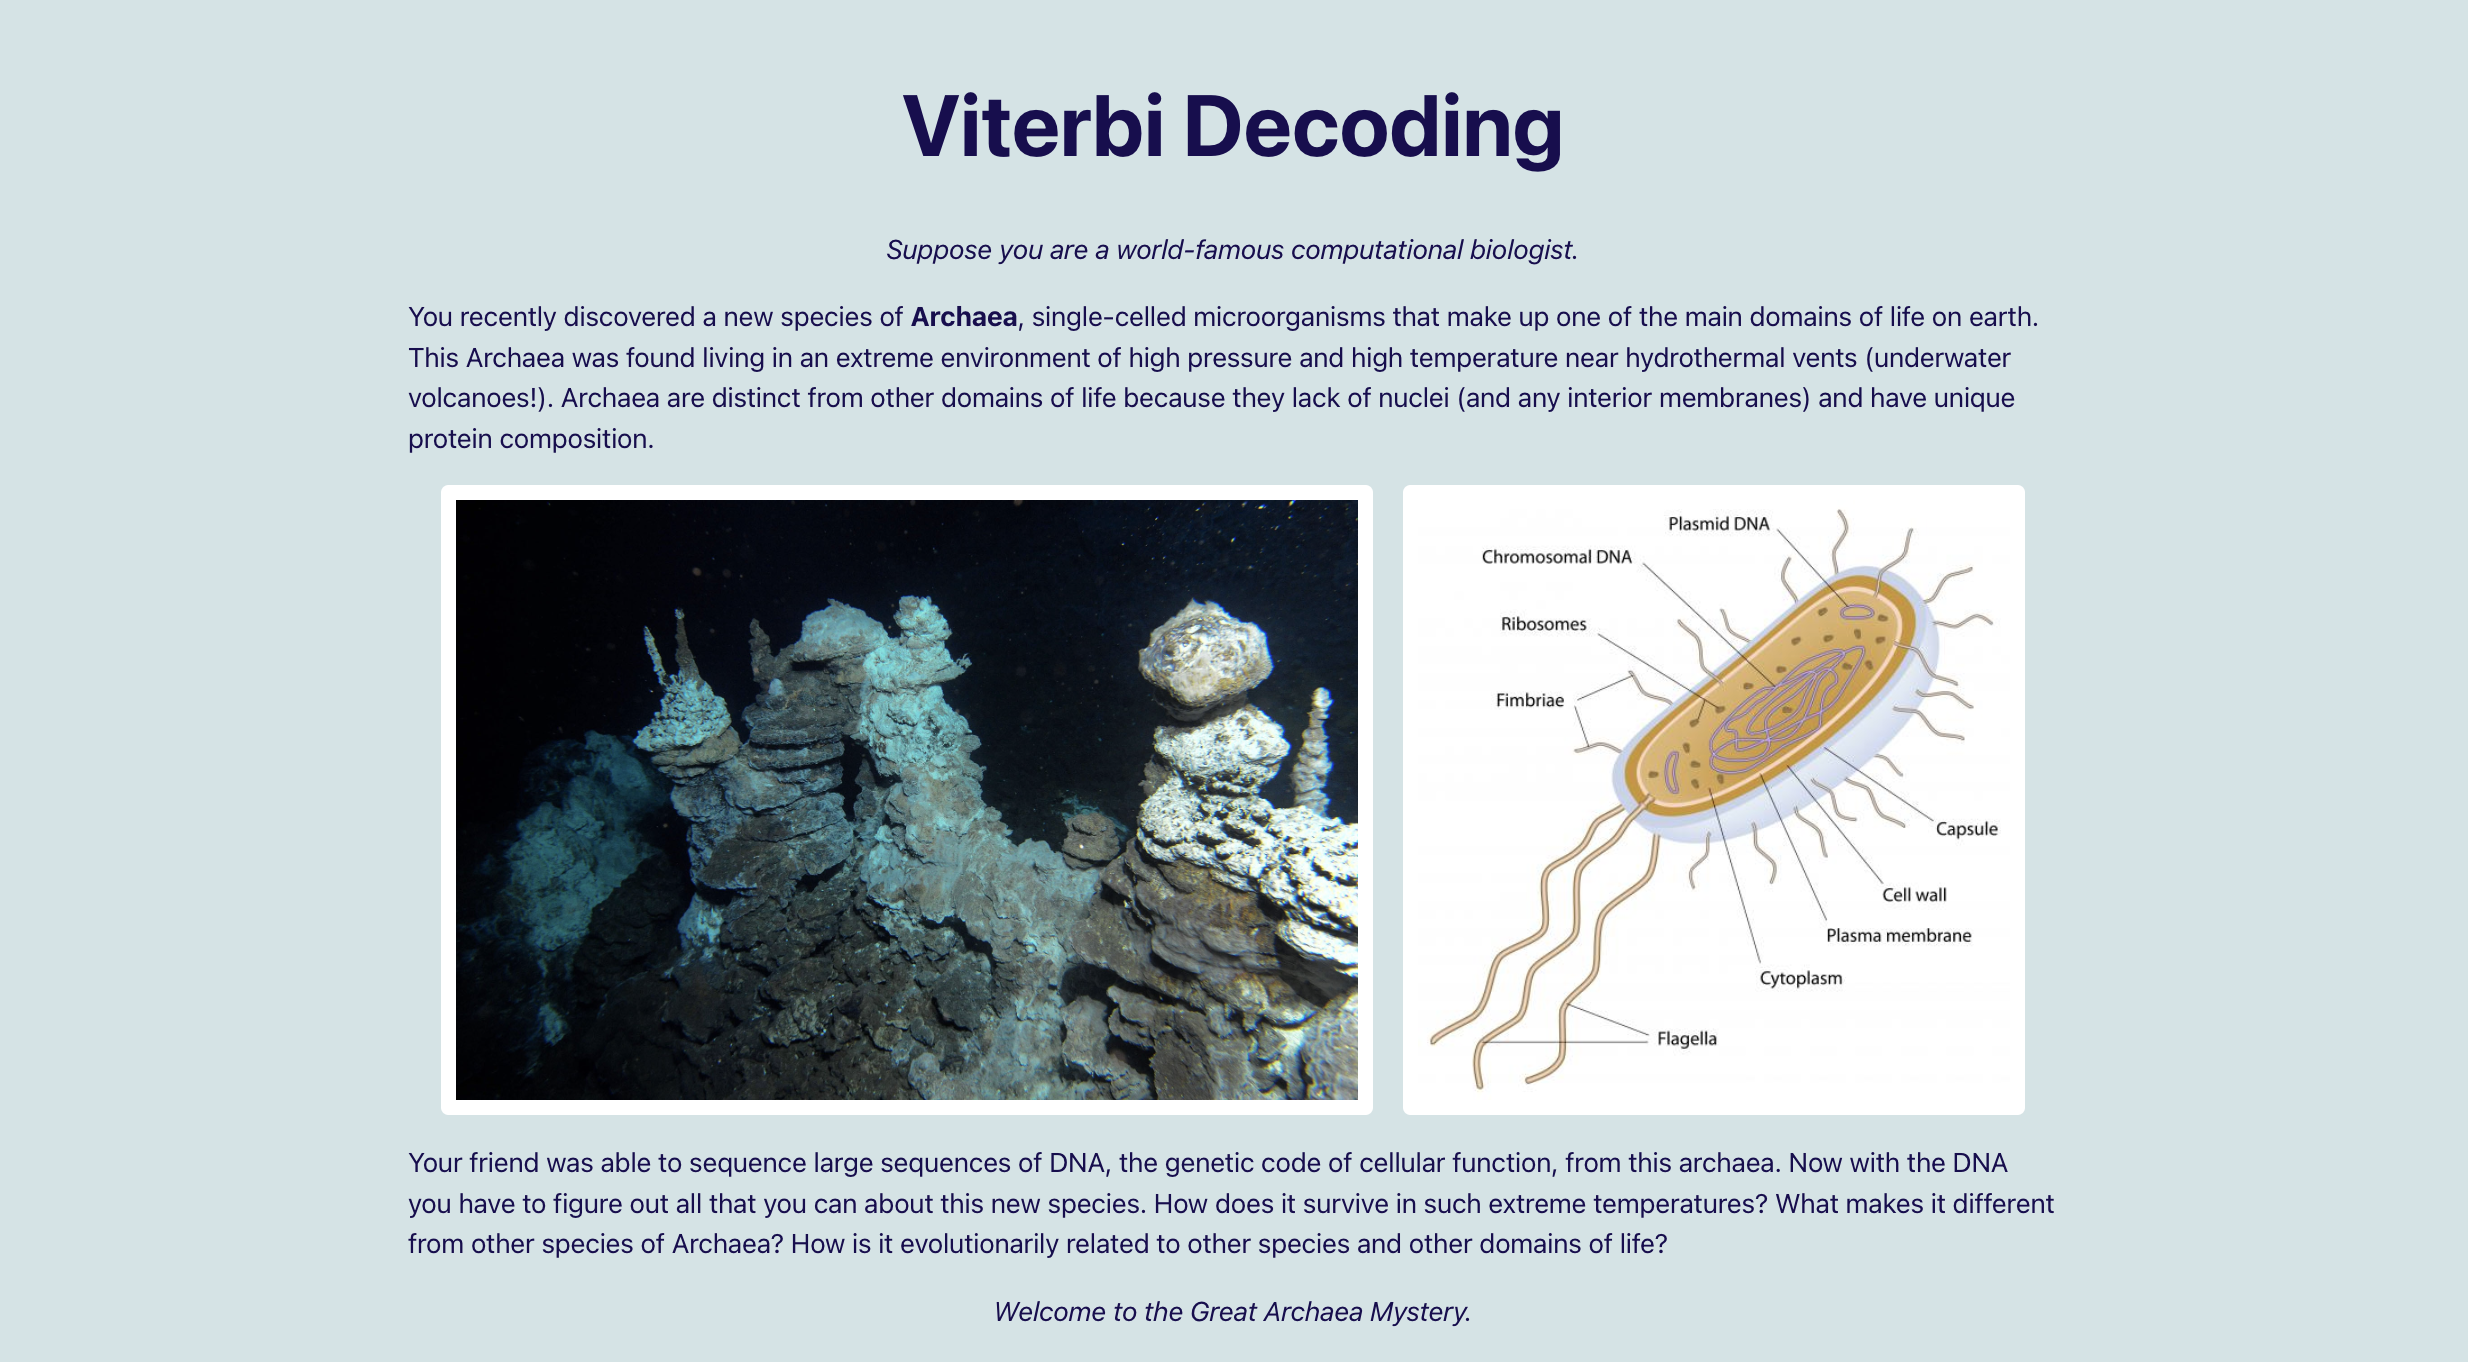 Viterbi Decoding
Suppose you are a world-famous computational biologist.
You recently discovered a new species of Archaea, single-celled microorganisms that make up one of the main domains of life on earth.
This Archaea was found living in an extreme environment of high pressure and high temperature near hydrothermal vents (underwater
volcanoes!). Archaea are distinct from other domains of life because they lack of nuclei (and any interior membranes) and have unique
protein composition.
Plasmid DNA
Chromosomal DNA
Ribosomes
Fimbriae
Capsule
Cell wall
Plasma membrane
Cytoplasm
Flagella
Your friend was able to sequence large sequences of DNA, the genetic code of cellular function, from this archaea. Now with the DNA
you have to figure out all that you can about this new species. How does it survive in such extreme temperatures? What makes it different
from other species of Archaea? How is it evolutionarily related to other species and other domains of life?
Welcome to the Great Archaea Mystery.